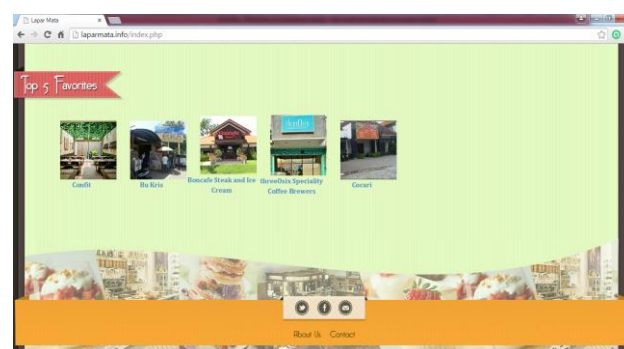 Lapar Mata
laparmata.info/index.php
Top 5 Favorites
Confit
Bu Kris
Boncafe Steak and Ice
Cream
threeOsix Speciality
Coffee Brewers
Cocari
About Us Contact